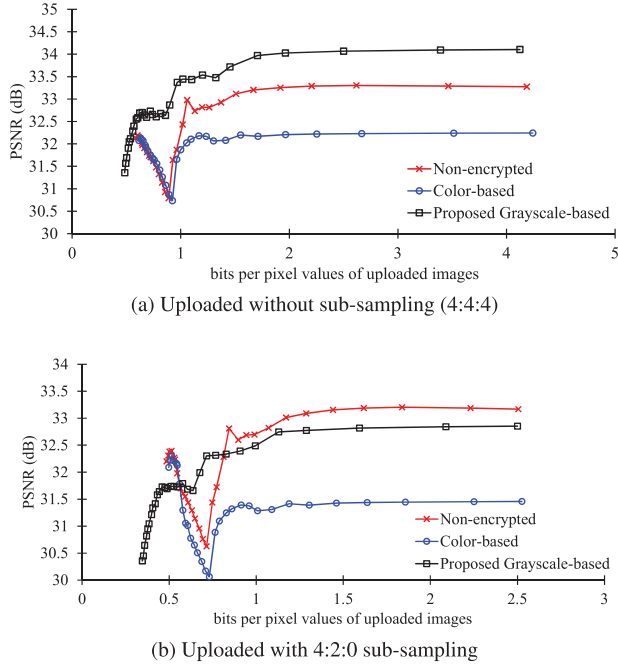 35
34.5
34
33.5
33
32.5
32
31.5
31
30.5
30
PSNR (dB)
Non-encrypted
Color-based
Proposed Grayscale-based
0 1 2 3 4 5
bits per pixel values of uploaded images
(a) Uploaded without sub-sampling (4:4:4)
34
33.5
33
32.5
32
31.5
31
30.5
30
PSNR (dB)
Non-encrypted
Color-based
Proposed Grayscale-based
0 0.5 1 1.5 2 2.5 3
bits per pixel values of uploaded images
(b) Uploaded with 4:2:0 sub-sampling